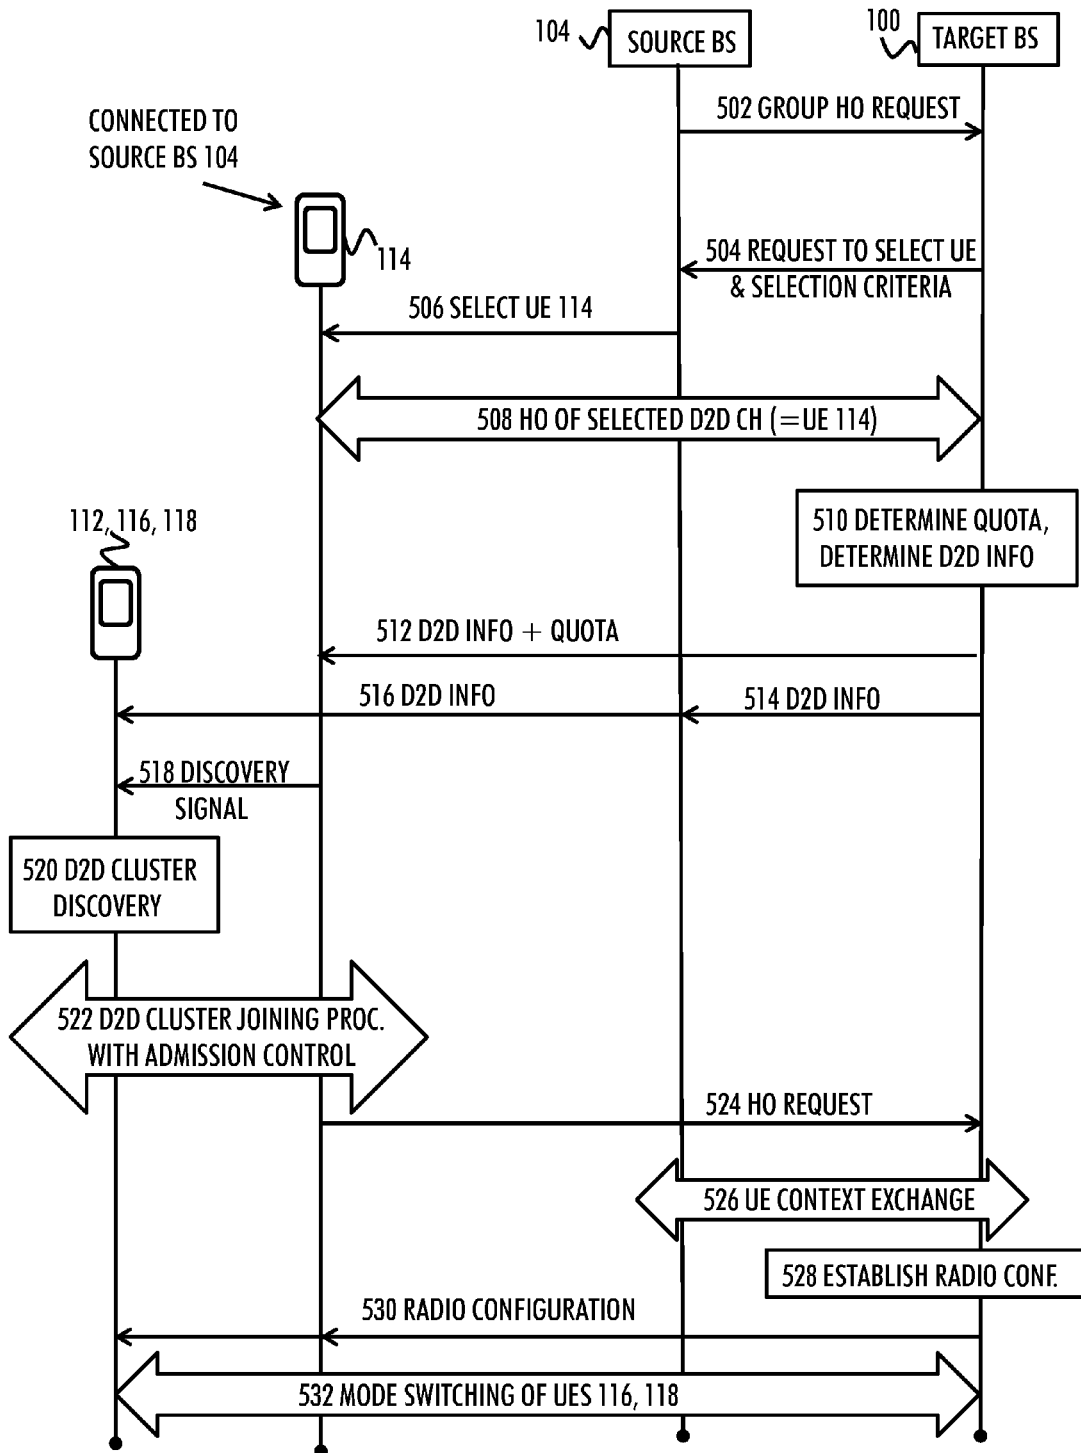 104
SOURCE BS
100
TARGET BS
502 GROUP HO REQUEST
CONNECTED TO
SOURCE BS 104
114
504 REQUEST TO SELECT UE
& SELECTION CRITERIA
506 SELECT UE 114
508 HO OF SELECTED D2D CH (=UE 114)
510 DETERMINE QUOTA,
DETERMINE D2D INFO
112, 116, 118
512 D2D INFO + QUOTA
516 D2D INFO
514 D2D INFO
518 DISCOVERY
SIGNAL
520 D2D CLUSTER
DISCOVERY
522 D2D CLUSTER JOINING PROC.
WITH ADMISSION CONTROL
524 HO REQUEST
526 UE CONTEXT EXCHANGE
528 ESTABLISH RADIO CONF.
530 RADIO CONFIGURATION
532 MODE SWITCHING OF UES 116, 118